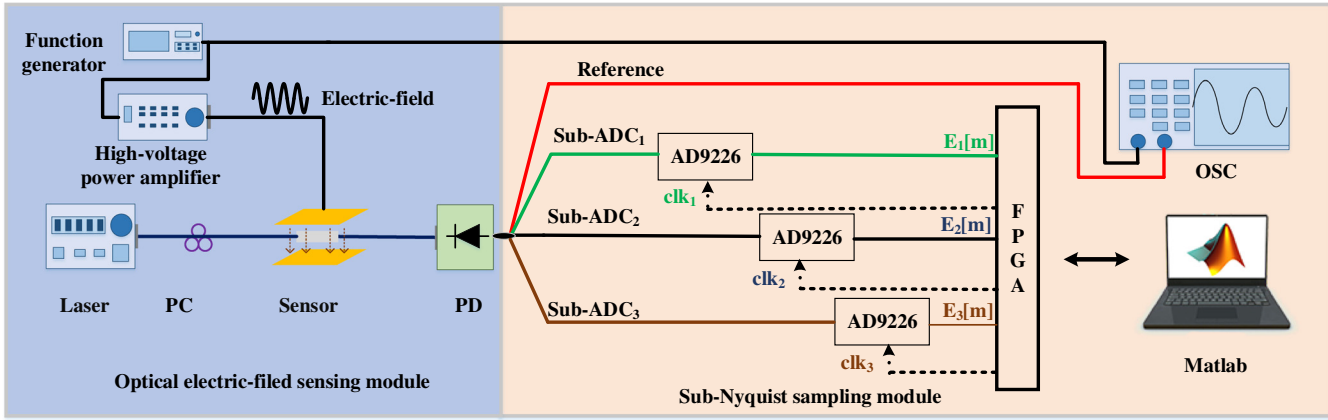 Function
generator
Electric-field
High-voltage
power amplifier
Laser
PC
Sensor
PD
Optical electric-filed sensing module
Reference
Sub-ADC1
AD9226
E1[m]
clk1
Sub-ADC2
AD9226
E2[m]
clk2
Sub-ADC3
AD9226
E3[m]
clk3
F
P
G
A
OSC
Matlab
Sub-Nyquist sampling module